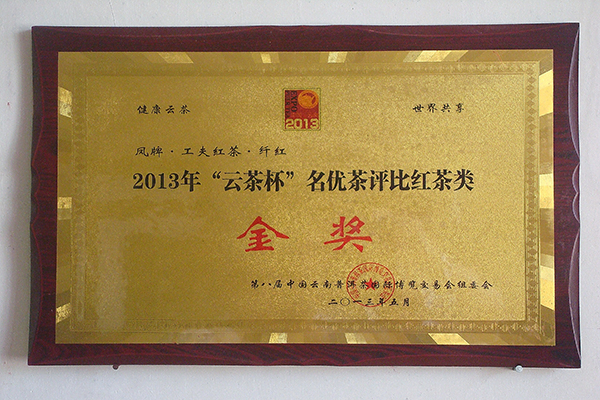 健康云茶
世界共享
2013
凤牌·工夫红茶·纤红
2013年“云茶杯”名优茶评比红茶类
金奖
第八届中国云南普洱茶国际博览交易会组委会
二〇一三年五月